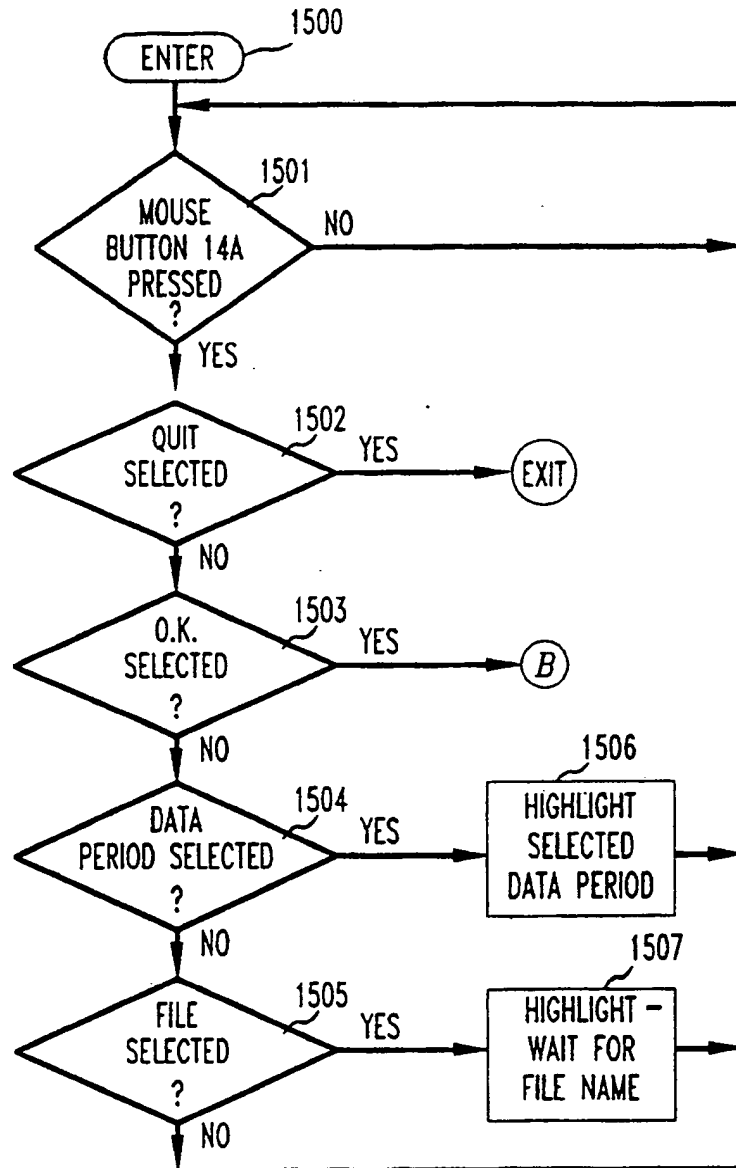 1500
ENTER
1501
MOUSE
BUTTON 14A
PRESSED
?
NO
YES
1502
QUIT
SELECTED
?
YES
EXIT
NO
1503
O.K.
SELECTED
?
YES
B
NO
1504
DATA
PERIOD SELECTED
?
YES
1506
HIGHLIGHT
SELECTED
DATA PERIOD
NO
1505
FILE
SELECTED
?
YES
1507
HIGHLIGHT -
WAIT FOR
FILE NAME
NO